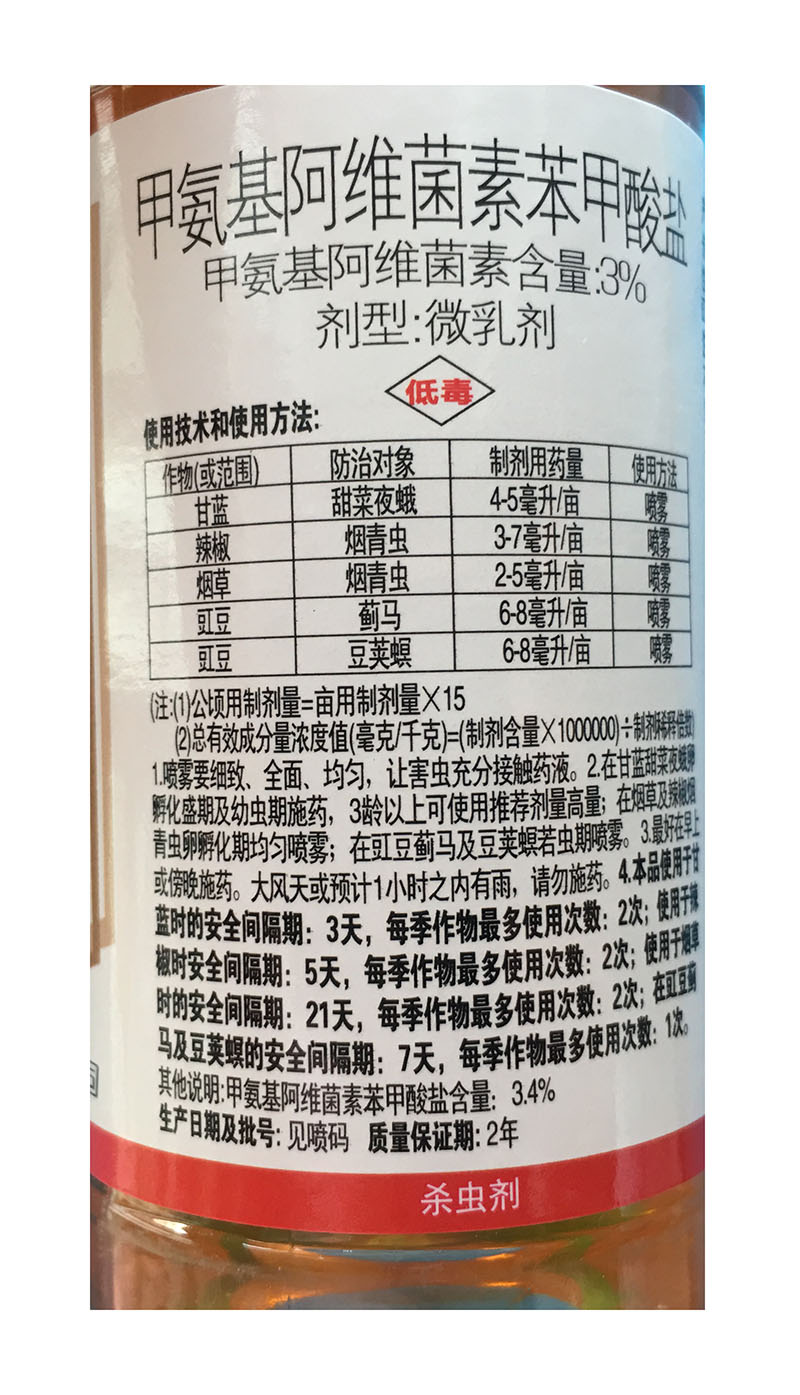 甲氨基阿维菌素苯甲酸盐
甲氨基阿维菌素含量:3%
剂型:微乳剂
低毒
使用技术和使用方法:
作物(或范围) 防治对象 制剂用药量 使用方法
甘蓝 甜菜夜蛾 4-5毫升/亩 喷雾
辣椒 烟青虫 3-7毫升/亩 喷雾
烟草 烟青虫 2-5毫升/亩 喷雾
豇豆 蓟马 6-8毫升/亩 喷雾
豇豆 豆荚螟 6-8毫升/亩 喷雾
(注:(1)公顷用制剂量=亩用制剂量×15
(2)总有效成分量浓度值(毫克/千克)=(制剂含量×1000000)÷制剂稀释倍数)
1.喷雾要细致、全面、均匀，让害虫充分接触药液。2.在甘蓝甜菜夜蛾卵
孵化盛期及幼虫期施药，3龄以上可使用推荐剂量高量；在烟草及辣椒烟
青虫卵孵化期均匀喷雾；在豇豆蓟马及豆荚螟若虫期喷雾。3.最好在早上
或傍晚施药。大风天或预计1小时之内有雨，请勿施药。4.本品使用于甘
蓝时的安全间隔期：3天，每季作物最多使用次数：2次；使用于辣
椒时安全间隔期：5天，每季作物最多使用次数：2次；使用于烟草
时的安全间隔期：21天，每季作物最多使用次数：2次；在豇豆蓟
马及豆荚螟的安全间隔期：7天，每季作物最多使用次数：1次。
其他说明:甲氨基阿维菌素苯甲酸盐含量：3.4%
生产日期及批号:见喷码 质量保证期:2年
杀虫剂